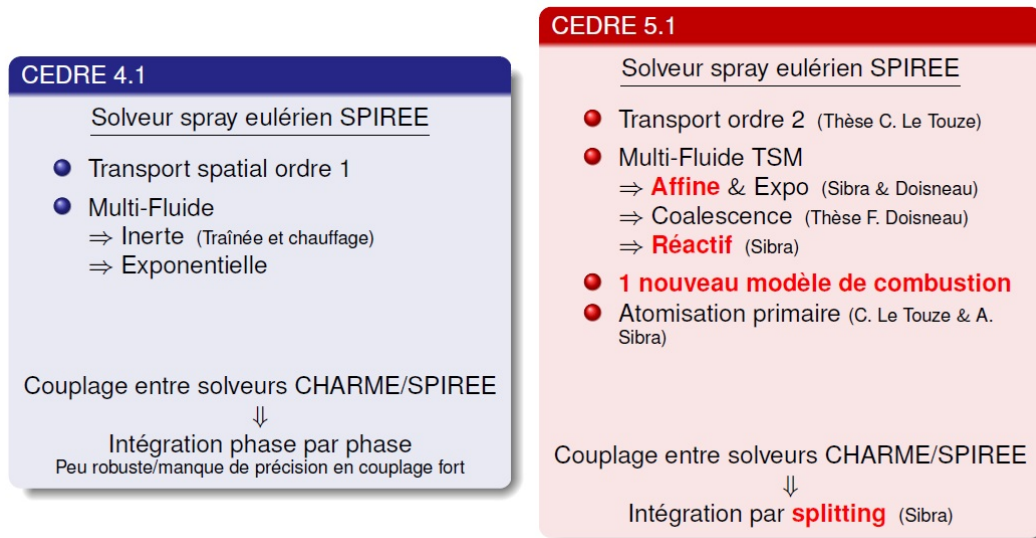 CEDRE 4.1
Solveur spray eulérien SPIREE
Transport spatial ordre 1
Multi-Fluide
⇒ Inerte (Traînée et chauffage)
⇒ Exponentielle
Couplage entre solveurs CHARME/SPIREE
⇓
Intégration phase par phase
Peu robuste/manque de précision en couplage fort
CEDRE 5.1
Solveur spray eulérien SPIREE
Transport ordre 2 (Thèse C. Le Touze)
Multi-Fluide TSM
⇒ Affine & Expo (Sibra & Doisneau)
⇒ Coalescence (Thèse F. Doisneau)
⇒ Réactif (Sibra)
1 nouveau modèle de combustion
Atomisation primaire (C. Le Touze & A.
Sibra)
Couplage entre solveurs CHARME/SPIREE
⇓
Intégration par splitting (Sibra)